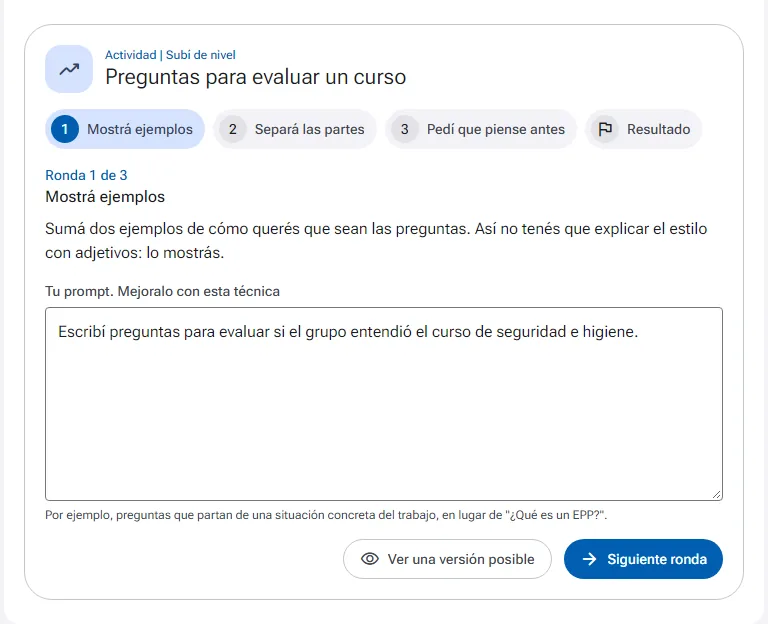 Actividad | Subí de nivel
Preguntas para evaluar un curso
1 Mostrá ejemplos
2 Separá las partes
3 Pedí que piense antes
Resultado
Ronda 1 de 3
Mostrá ejemplos
Sumá dos ejemplos de cómo querés que sean las preguntas. Así no tenés que explicar el estilo
con adjetivos: lo mostrás.
Tu prompt. Mejoralo con esta técnica
Escribí preguntas para evaluar si el grupo entendió el curso de seguridad e higiene.
Por ejemplo, preguntas que partan de una situación concreta del trabajo, en lugar de "¿Qué es un EPP?".
Ver una versión posible
Siguiente ronda